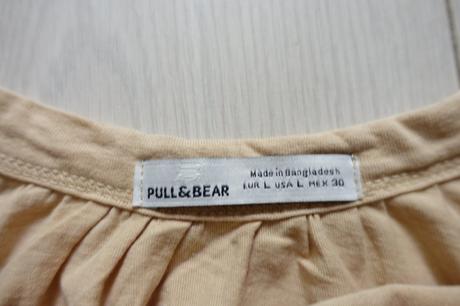 Made in Bangladesh
PULL&BEAR
EUR L USA L MEX 30